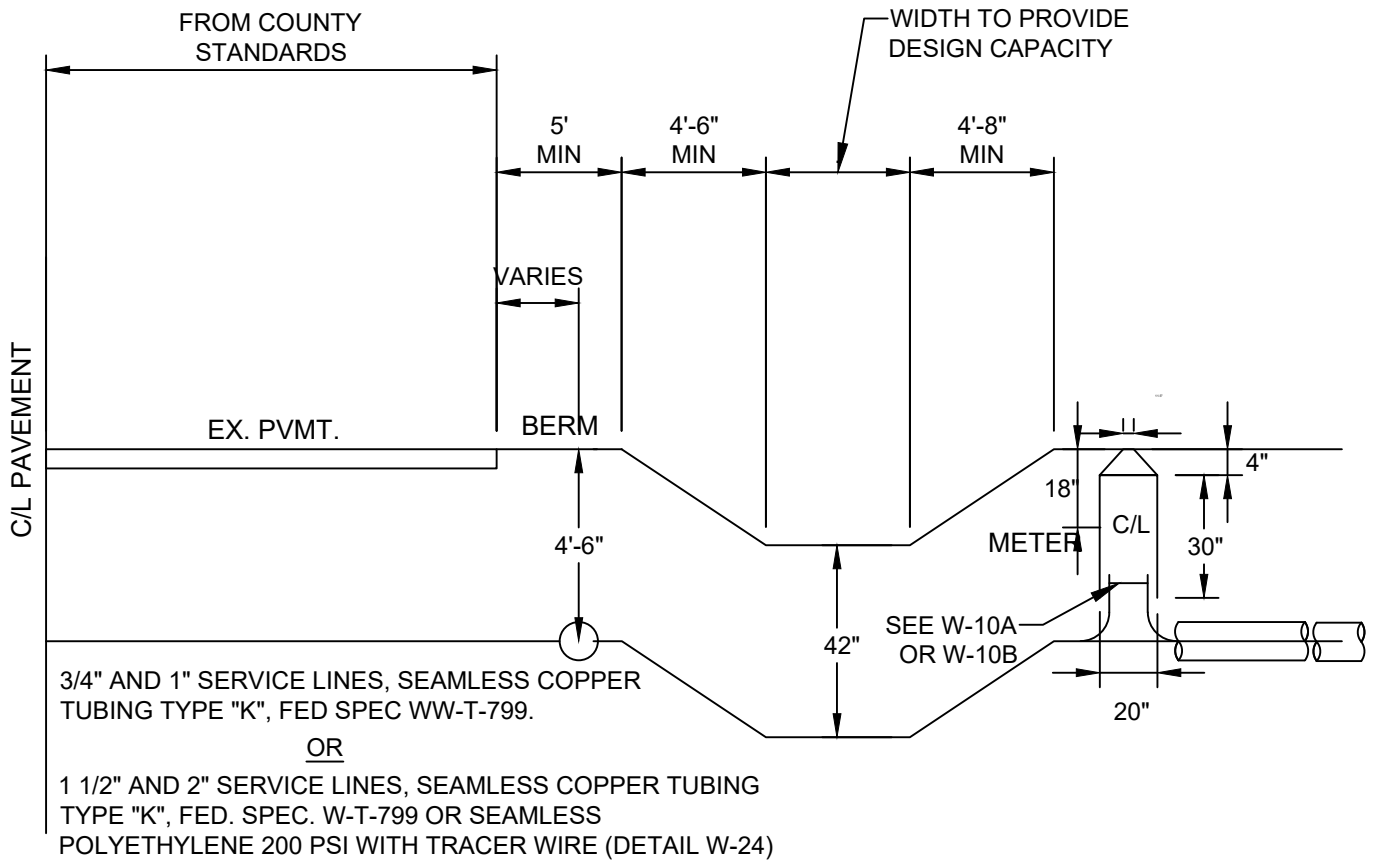 FROM COUNTY
STANDARDS
WIDTH TO PROVIDE
DESIGN CAPACITY
5'
MIN
4'-6"
MIN
4'-8"
MIN
VARIES
C/L PAVEMENT
EX. PVMT.
BERM
4'-6"
42"
18"
METER
C/L
4"
30"
SEE W-10A
OR W-10B
20"
3/4" AND 1" SERVICE LINES, SEAMLESS COPPER
TUBING TYPE "K", FED SPEC WW-T-799.
OR
1 1/2" AND 2" SERVICE LINES, SEAMLESS COPPER TUBING
TYPE "K", FED. SPEC. W-T-799 OR SEAMLESS
POLYETHYLENE 200 PSI WITH TRACER WIRE (DETAIL W-24)